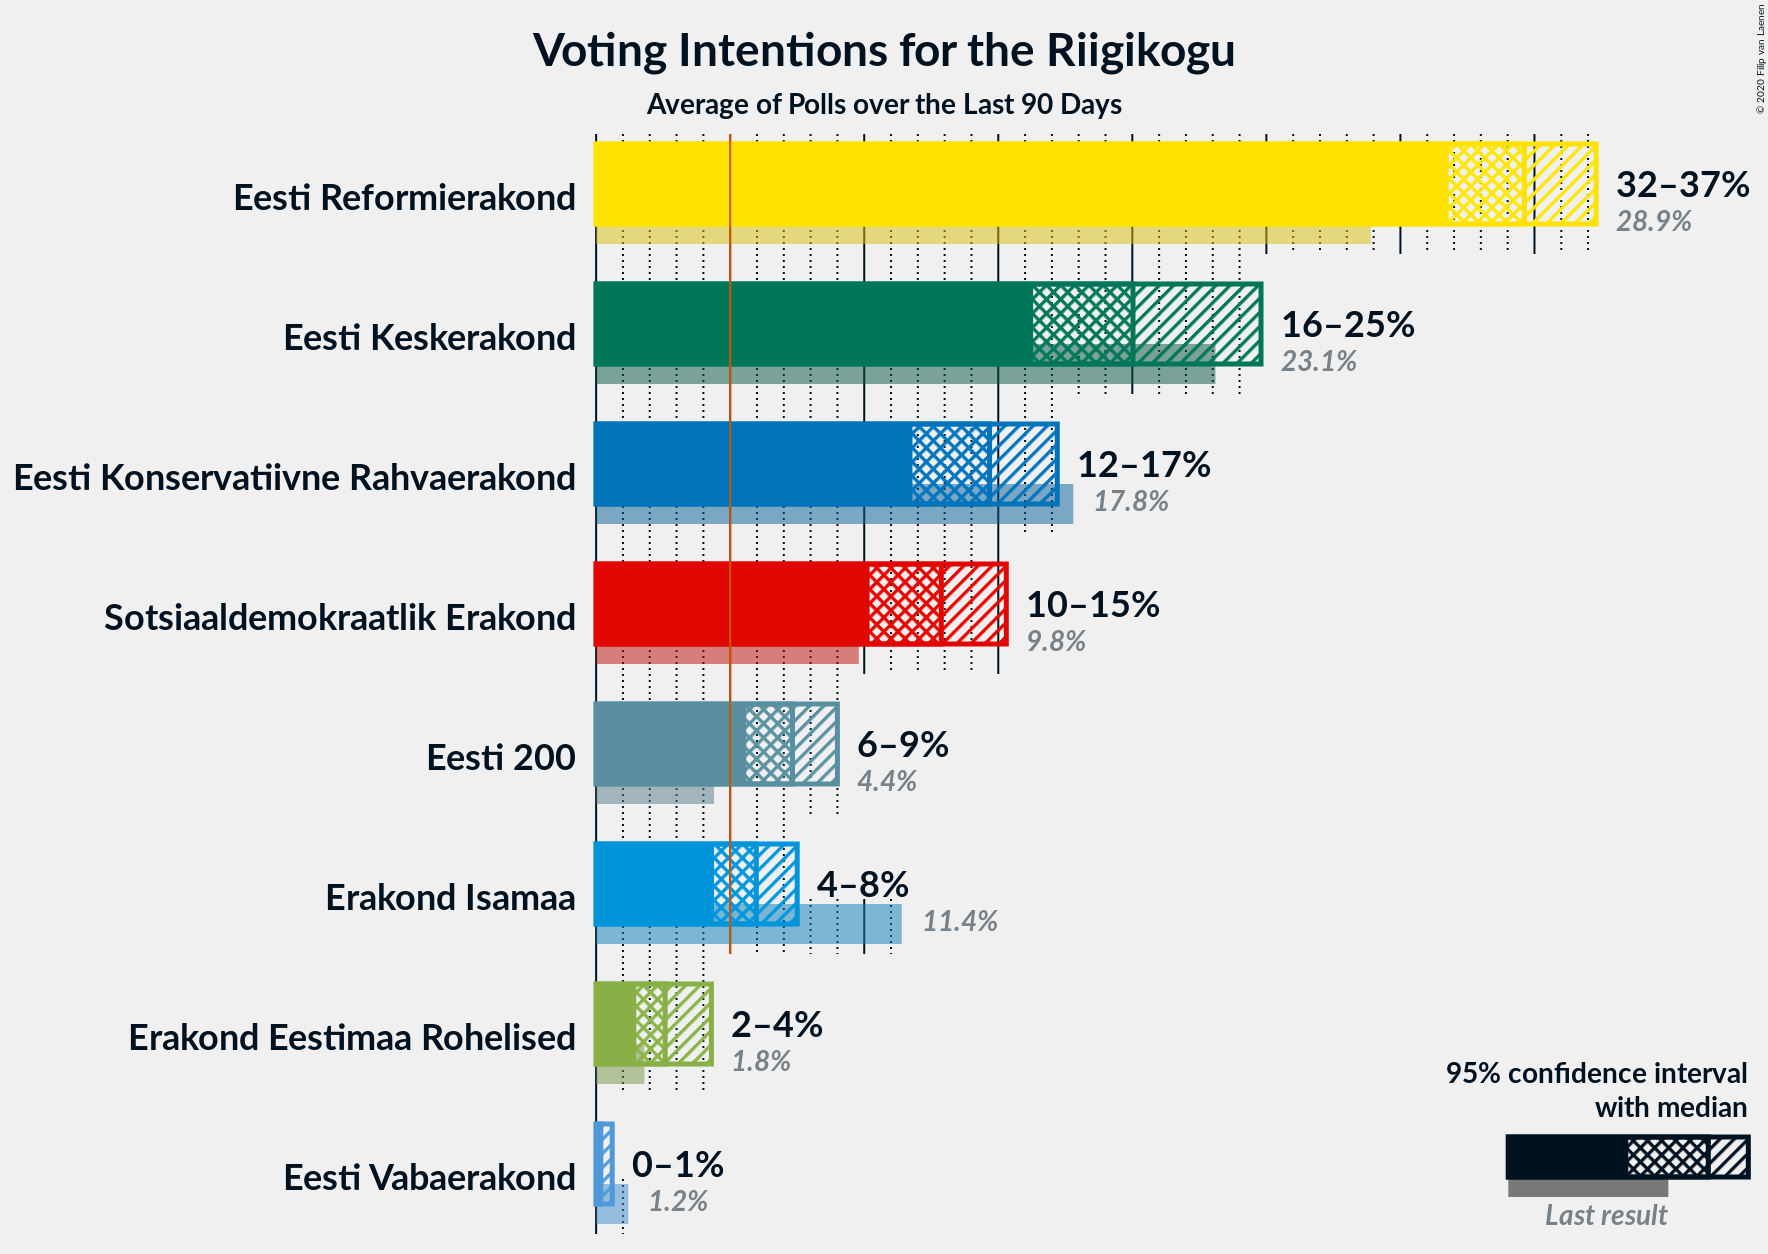 Voting Intentions for the Riigikogu
Average of Polls over the Last 90 Days
© 2020 Filip van Laenen
Eesti Reformierakond
32–37%
28.9%
Eesti Keskerakond
16–25%
23.1%
Eesti Konservatiivne Rahvaerakond
12–17%
17.8%
Sotsiaaldemokraatlik Erakond
10–15%
9.8%
Eesti 200
6–9%
4.4%
Erakond Isamaa
4–8%
11.4%
Erakond Eestimaa Rohelised
2–4%
1.8%
Eesti Vabaerakond
0–1%
1.2%
95% confidence interval
with median
Last result